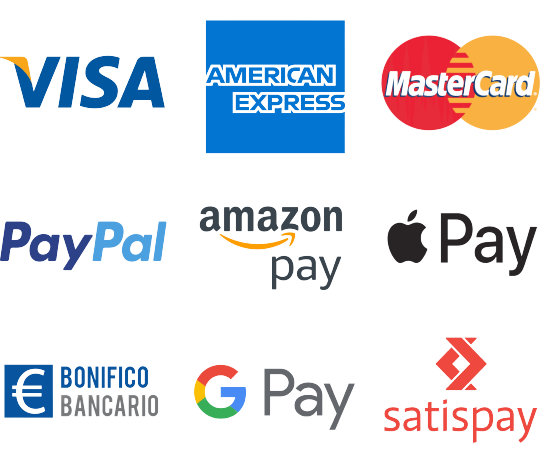 VISA
AMERICAN
EXPRESS
MasterCard
PayPal
amazon
pay
Pay
€ BONIFICO
BANCARIO
G Pay
satispay